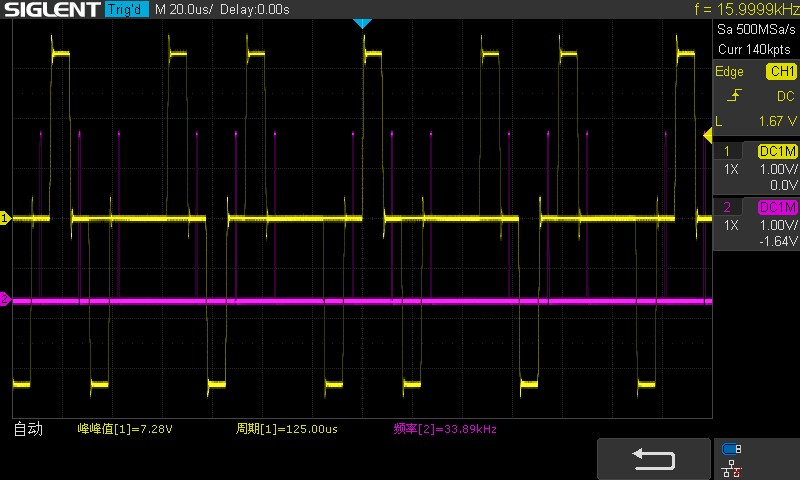 SIGLENT Trig'd M 20.0us/ Delay:0.00s f = 15.9999kHz
Sa 500MSa/s
Curr 140kpts
Edge CH1
DC
L 1.67 V
1 DC1M
1X 1.00V/
0.0V
2 DC1M
1X 1.00V/
-1.64V
1
2
自动 峰峰值[1]=7.28V 周期[1]=125.00us 频率[2]=33.89kHz